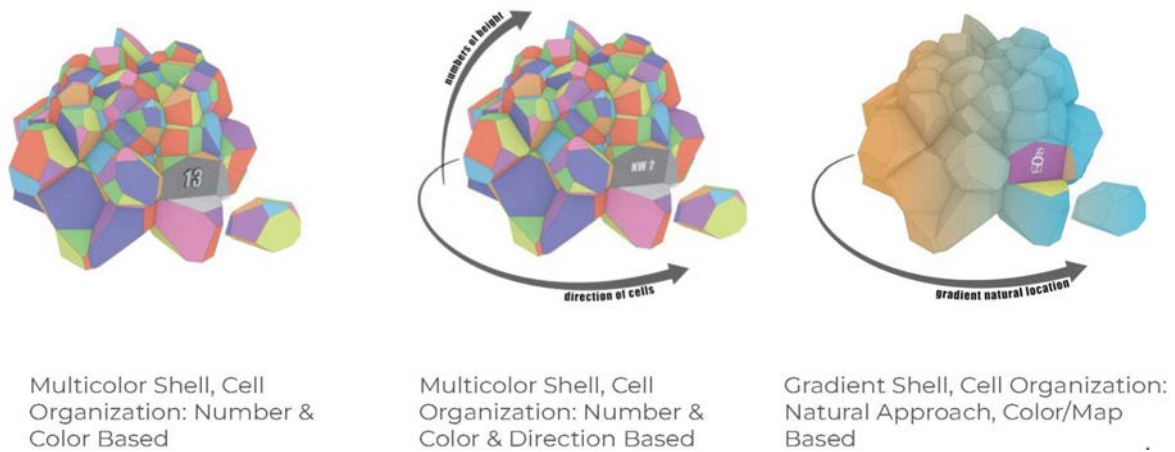 13
numbers of height
NW 2
direction of cells
gradient natural location
Multicolor Shell, Cell
Organization: Number &
Color Based
Multicolor Shell, Cell
Organization: Number &
Color & Direction Based
Gradient Shell, Cell Organization:
Natural Approach, Color/Map
Based